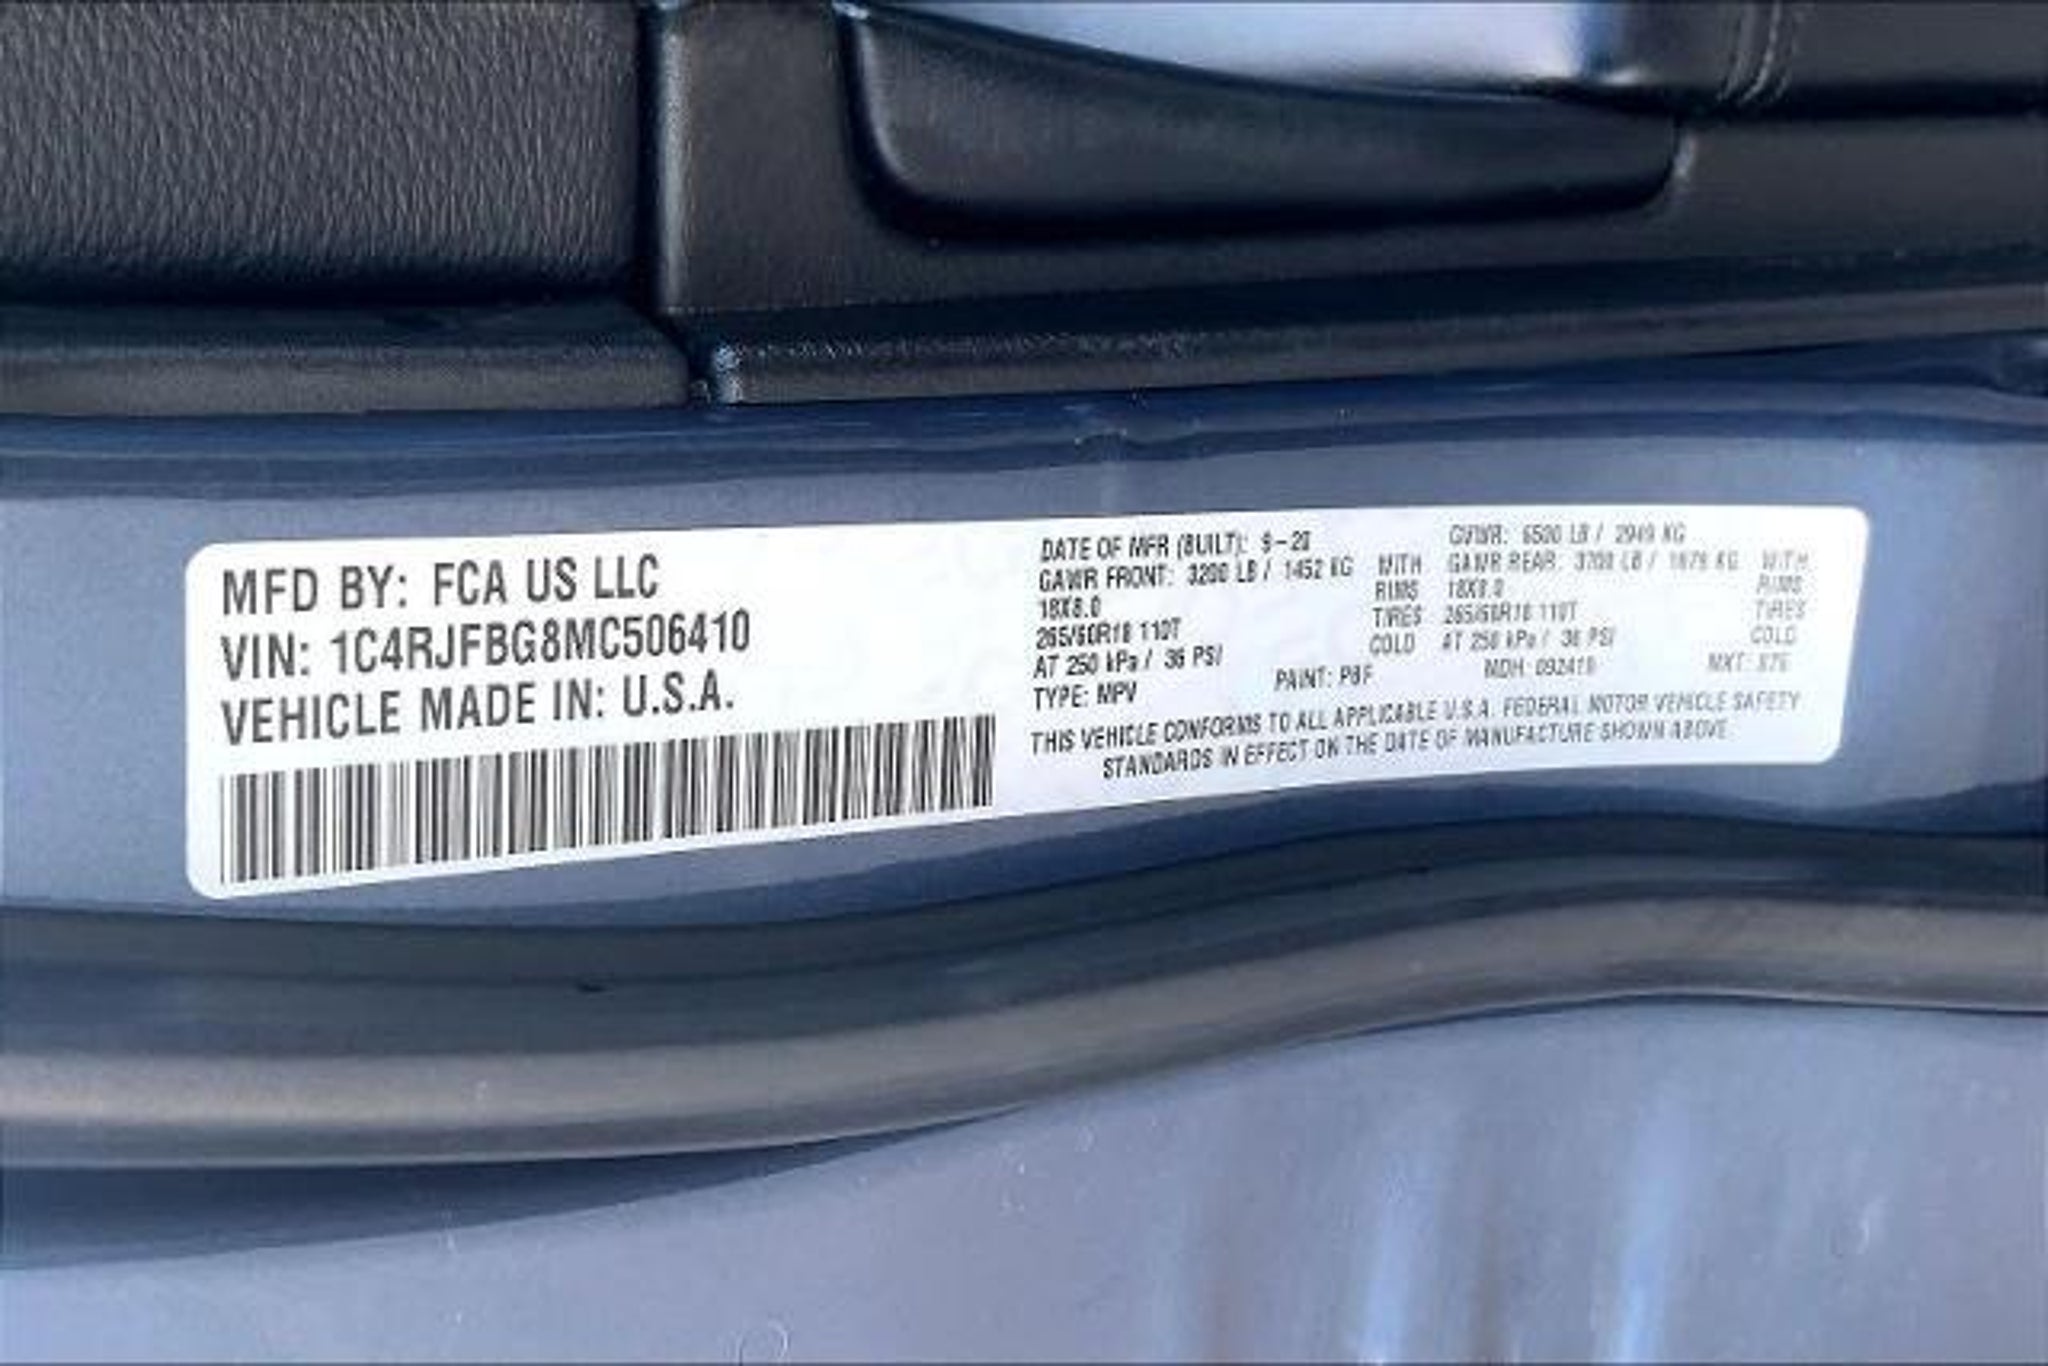 MFD BY: FCA US LLC
VIN: 1C4RJFBG8MC506410
VEHICLE MADE IN: U.S.A.
DATE OF MFR (BUILT): 9-20 GVWR: 6500 LB / 2949 KG
GAWR FRONT: 3200 LB / 1452 KG WITH GAWR REAR: 3700 LB / 1678 KG WITH
18X8.0 RIMS 18X8.0 RIMS
265/60R18 110T TIRES 265/60R18 110T TIRES
AT 250 kPa / 36 PSI COLD AT 250 kPa / 36 PSI COLD
TYPE: MPV PAINT: PBF MDH: MXT:
THIS VEHICLE CONFORMS TO ALL APPLICABLE U.S.A. FEDERAL MOTOR VEHICLE SAFETY
STANDARDS IN EFFECT ON THE DATE OF MANUFACTURE SHOWN ABOVE.